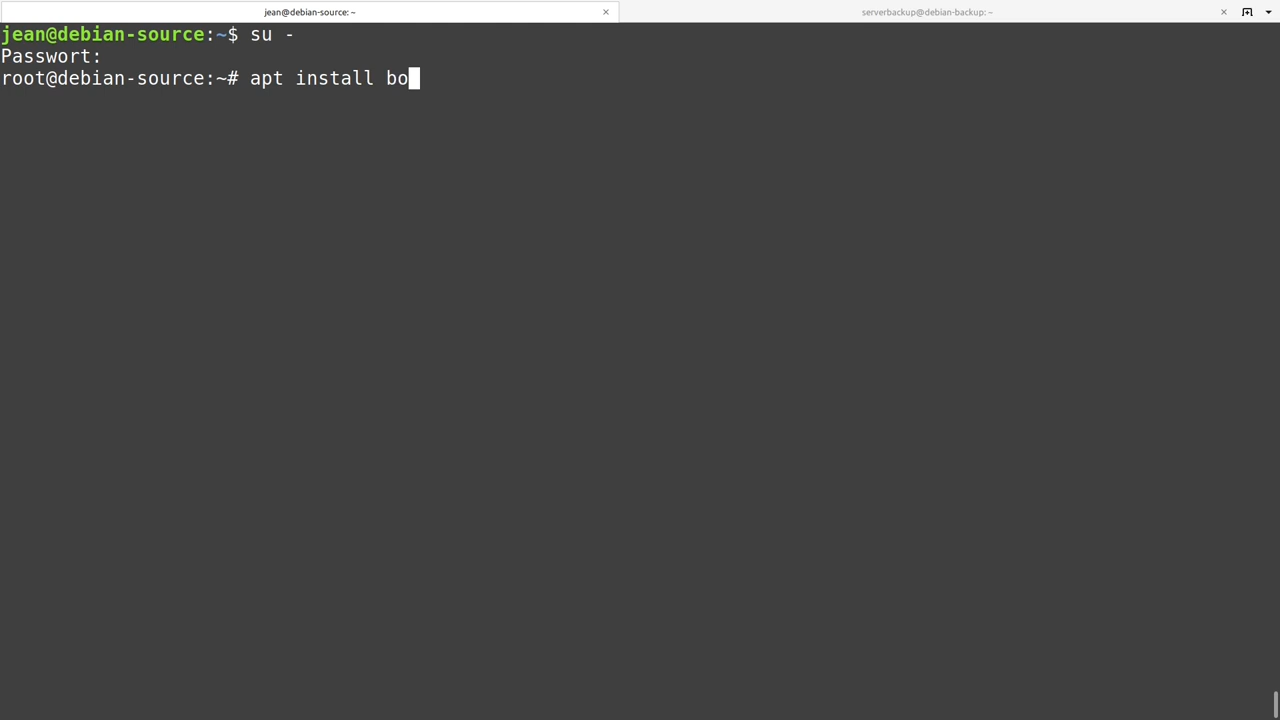 jean@debian-source: ~
serverbackup@debian-backup: ~
jean@debian-source:~$ su -
Passwort:
root@debian-source:~# apt install bo